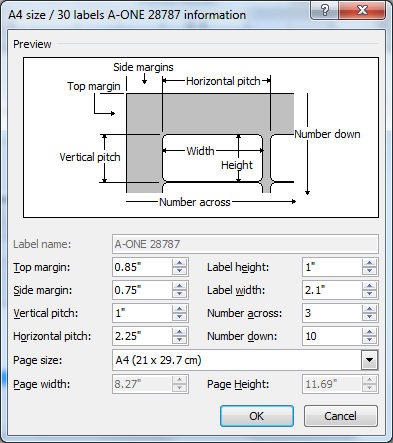 A4 size / 30 labels A-ONE 28787 information
Preview
Side margins
Horizontal pitch
Top margin
Number down
Vertical pitch
Width
Height
Number across
Label name: A-ONE 28787
Top margin: 0.85" Label height: 1"
Side margin: 0.75" Label width: 2.1"
Vertical pitch: 1" Number across: 3
Horizontal pitch: 2.25" Number down: 10
Page size: A4 (21 x 29.7 cm)
Page width: 8.27" Page Height: 11.69"
OK Cancel